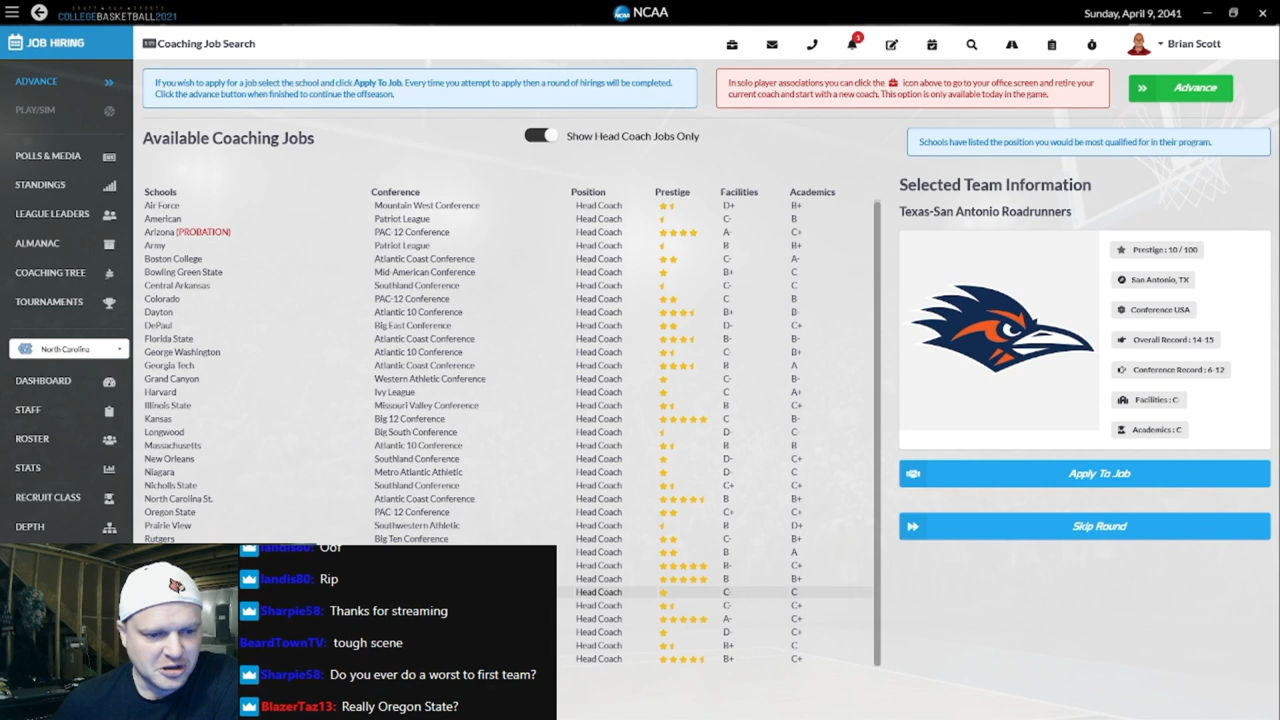 DRAFT DAY SPORTS
COLLEGEBASKETBALL2021
NCAA NCAA
Sunday, April 9, 2041
JOB HIRING
Coaching Job Search
1
Brian Scott
ADVANCE
PLAY/SIM
POLLS & MEDIA
STANDINGS
LEAGUE LEADERS
ALMANAC
COACHING TREE
TOURNAMENTS
North Carolina
DASHBOARD
STAFF
ROSTER
STATS
RECRUIT CLASS
DEPTH
If you wish to apply for a job select the school and click Apply To Job. Every time you attempt to apply then a round of hirings will be completed.
Click the advance button when finished to continue the offseason.
In solo player associations you can click the icon above to go to your office screen and retire your
current coach and start with a new coach. This option is only available today in the game.
Advance
Available Coaching Jobs
Show Head Coach Jobs Only
Schools have listed the position you would be most qualified for in their program.
Schools Conference Position Prestige Facilities Academics
Air Force Mountain West Conference Head Coach D+ B+
American Patriot League Head Coach C- B
Arizona (PROBATION) PAC-12 Conference Head Coach A- C+
Army Patriot League Head Coach B B+
Boston College Atlantic Coast Conference Head Coach C- A-
Bowling Green State Mid-American Conference Head Coach B+ C
Central Arkansas Southland Conference Head Coach C- C
Colorado PAC-12 Conference Head Coach C B
Dayton Atlantic 10 Conference Head Coach B+ B-
DePaul Big East Conference Head Coach D- C+
Florida State Atlantic Coast Conference Head Coach B- B-
George Washington Atlantic 10 Conference Head Coach C- B+
Georgia Tech Atlantic Coast Conference Head Coach B A
Grand Canyon Western Athletic Conference Head Coach C- B-
Harvard Ivy League Head Coach C A+
Illinois State Missouri Valley Conference Head Coach B C+
Kansas Big 12 Conference Head Coach C B-
Longwood Big South Conference Head Coach D- C-
Massachusetts Atlantic 10 Conference Head Coach B B
New Orleans Southland Conference Head Coach D- C+
Niagara Metro Atlantic Athletic Head Coach D- C
Nicholls State Southland Conference Head Coach C+ C+
North Carolina St. Atlantic Coast Conference Head Coach B B+
Oregon State PAC-12 Conference Head Coach C+ C+
Prairie View Southwestern Athletic Head Coach B D+
Rutgers Big Ten Conference Head Coach C- B+
Head Coach B A
Head Coach B- C+
Head Coach B B+
Head Coach C- C
Head Coach C- C+
Head Coach A- C+
Head Coach D- C+
Head Coach B+ C
Head Coach B+ C+
Selected Team Information
Texas-San Antonio Roadrunners
Prestige : 10 / 100
San Antonio, TX
Conference USA
Overall Record : 14-15
Conference Record : 6-12
Facilities : C-
Academics : C
Apply To Job
Skip Round
landis80: Oof
landis80: Rip
Sharpie58: Thanks for streaming
BeardTownTV: tough scene
Sharpie58: Do you ever do a worst to first team?
BlazerTaz13: Really Oregon State?